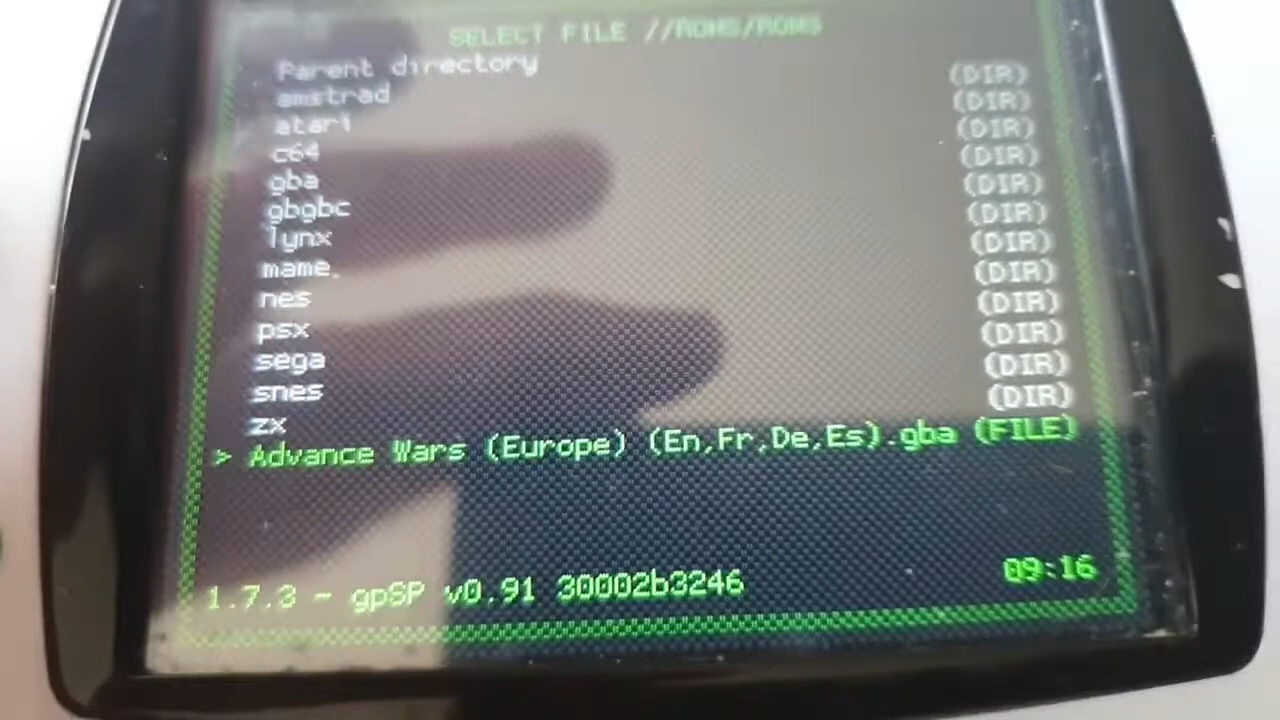 SELECT FILE //ROMS/ROMS
Parent directory (DIR)
amstrad (DIR)
atari (DIR)
c64 (DIR)
gba (DIR)
gbgbc (DIR)
lynx (DIR)
mame. (DIR)
nes (DIR)
psx (DIR)
sega (DIR)
snes (DIR)
zx
> Advance Wars (Europe) (En,Fr,De,Es).gba (FILE)
1.7.3 - gpSP v0.91 30002b3246 09:16